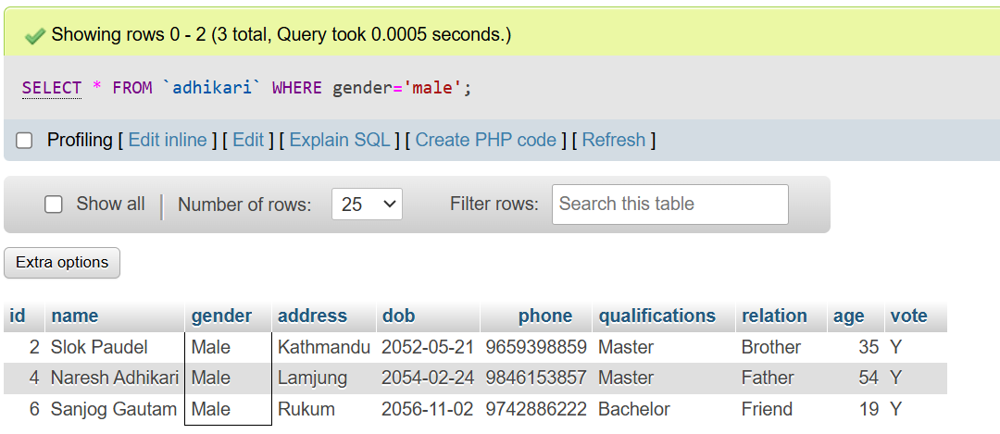 Showing rows 0 - 2 (3 total, Query took 0.0005 seconds.)
SELECT * FROM `adhikari` WHERE gender='male';
Profiling [ Edit inline ] [ Edit ] [ Explain SQL ] [ Create PHP code ] [ Refresh ]
Show all | Number of rows: 25 Filter rows: Search this table
Extra options
id name gender address dob phone qualifications relation age vote
2 Slok Paudel Male Kathmandu 2052-05-21 9659398859 Master Brother 35 Y
4 Naresh Adhikari Male Lamjung 2054-02-24 9846153857 Master Father 54 Y
6 Sanjog Gautam Male Rukum 2056-11-02 9742886222 Bachelor Friend 19 Y